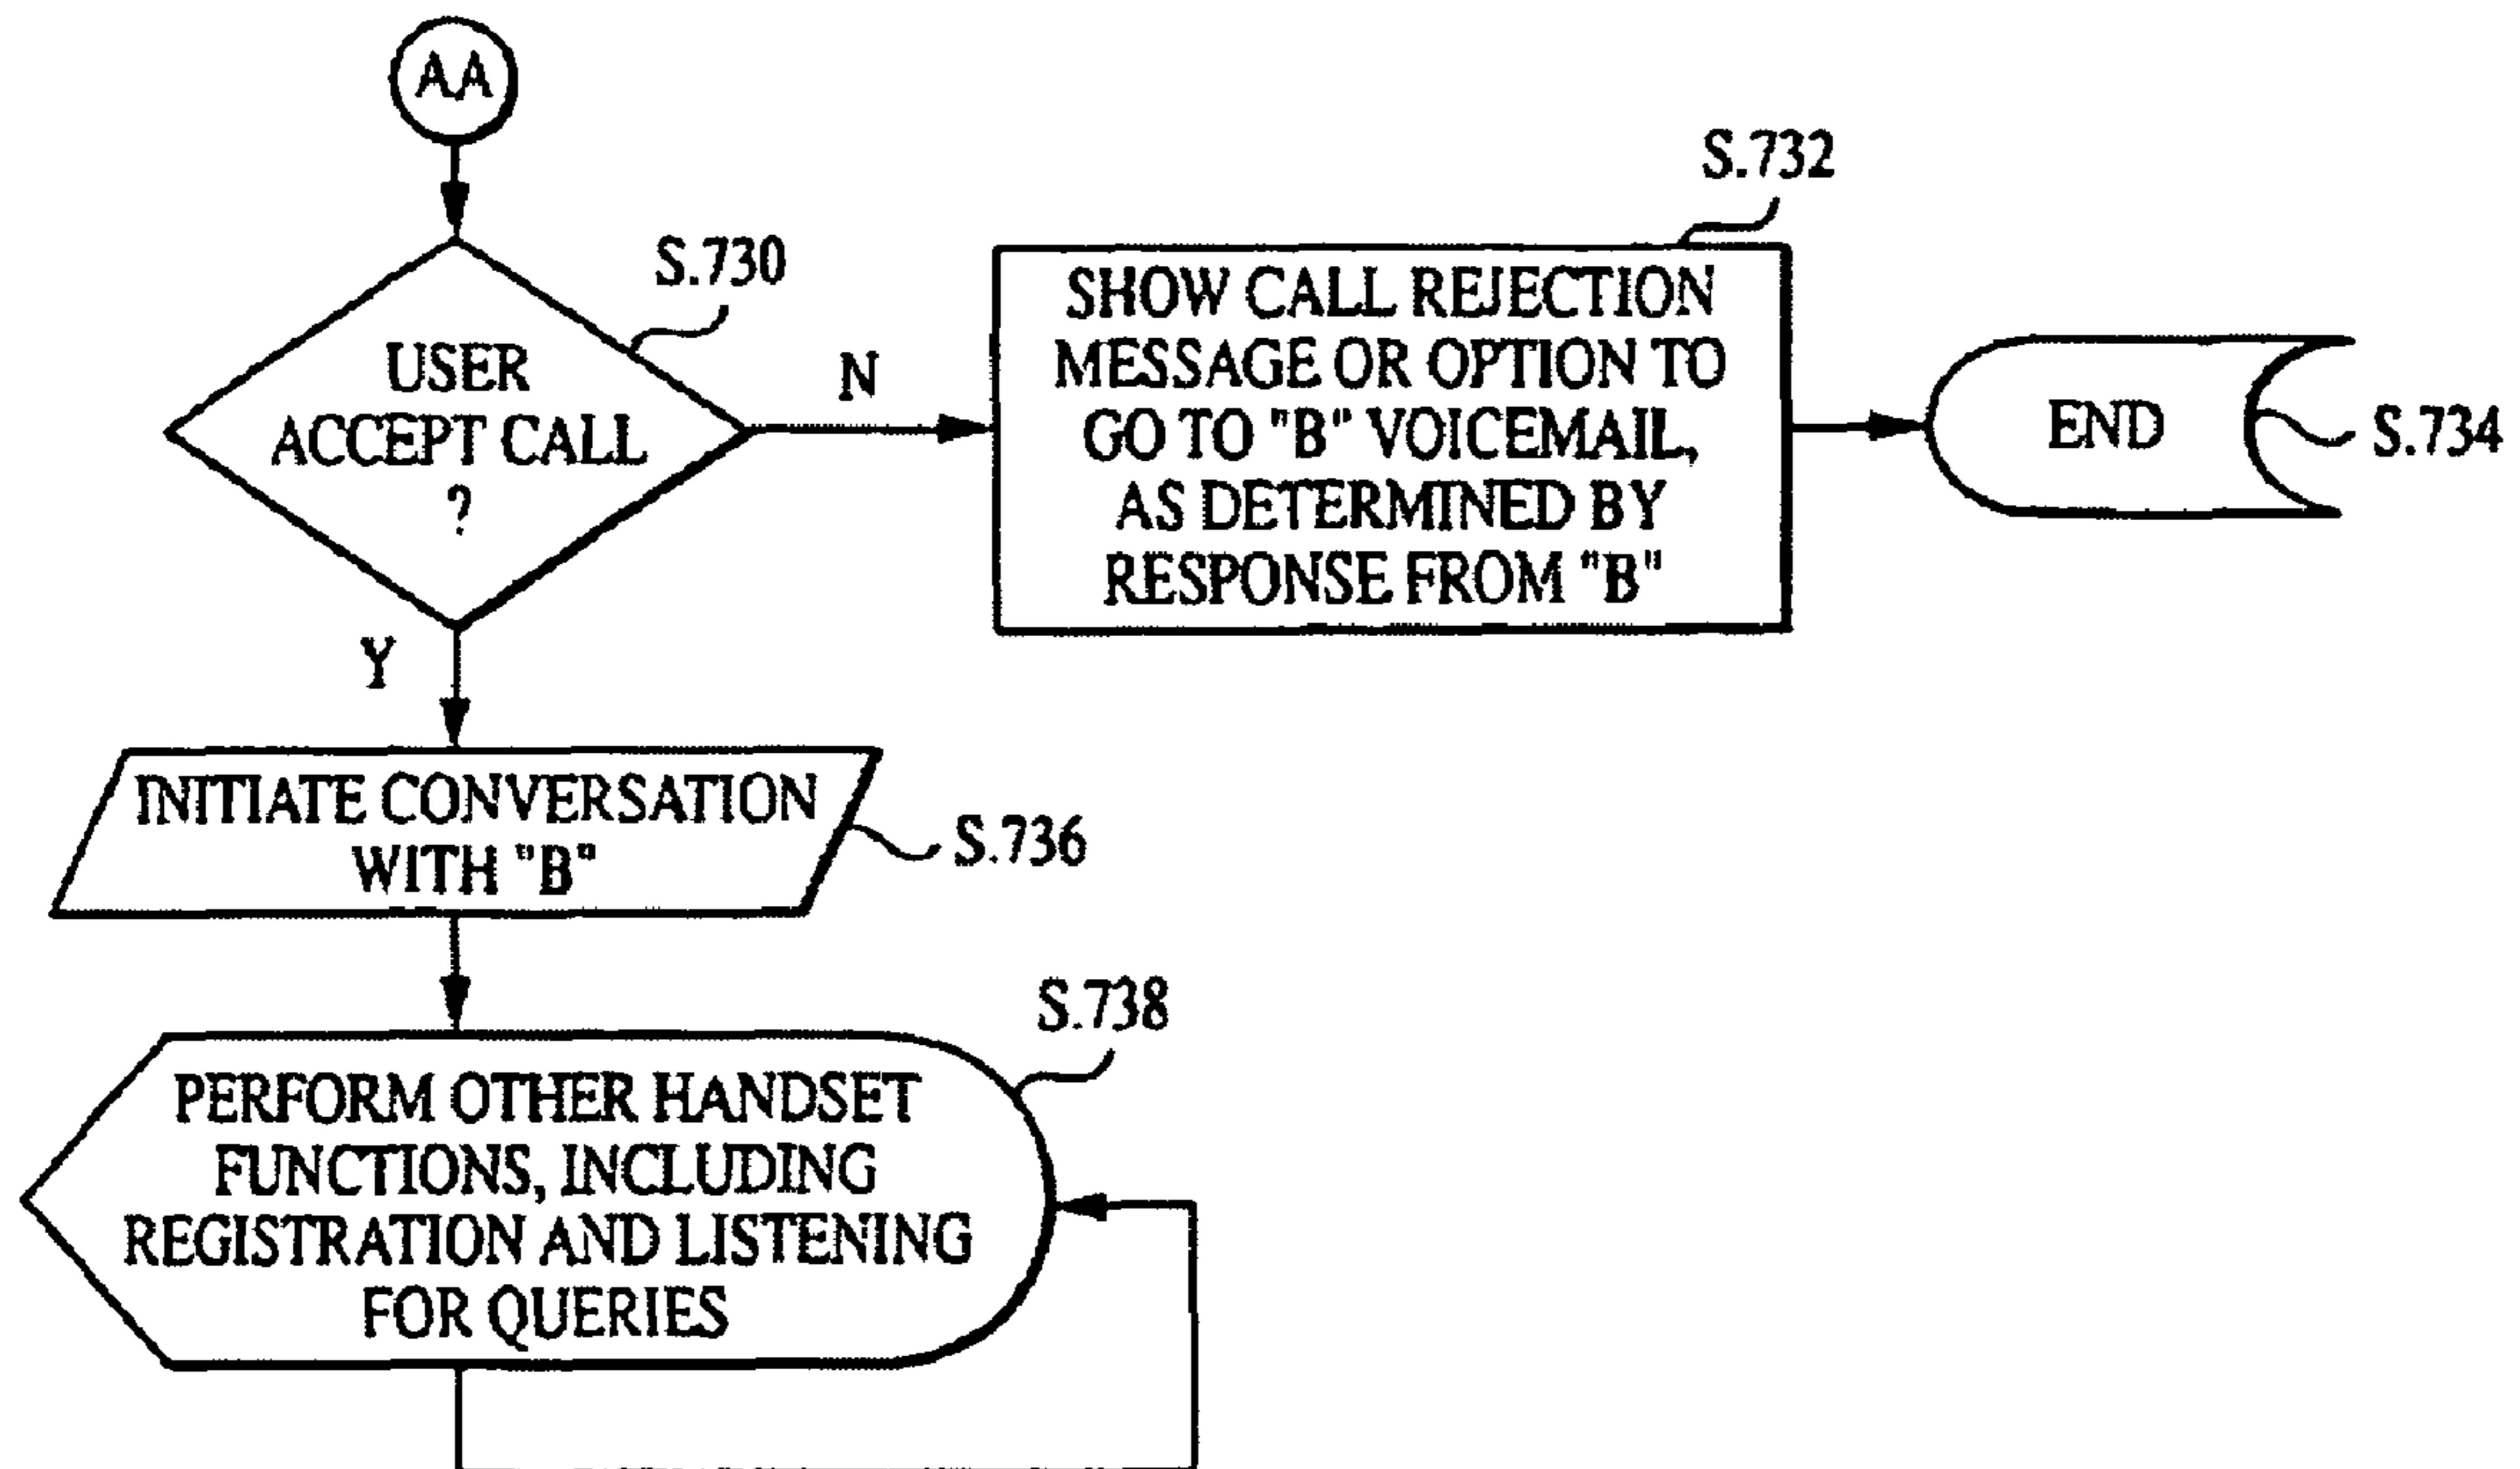 AA
S.730
USER
ACCEPT CALL
?
N
S.732
SHOW CALL REJECTION
MESSAGE OR OPTION TO
GO TO "B" VOICEMAIL,
AS DETERMINED BY
RESPONSE FROM "B"
END
S.734
Y
INITIATE CONVERSATION
WITH "B"
S.736
S.738
PERFORM OTHER HANDSET
FUNCTIONS, INCLUDING
REGISTRATION AND LISTENING
FOR QUERIES